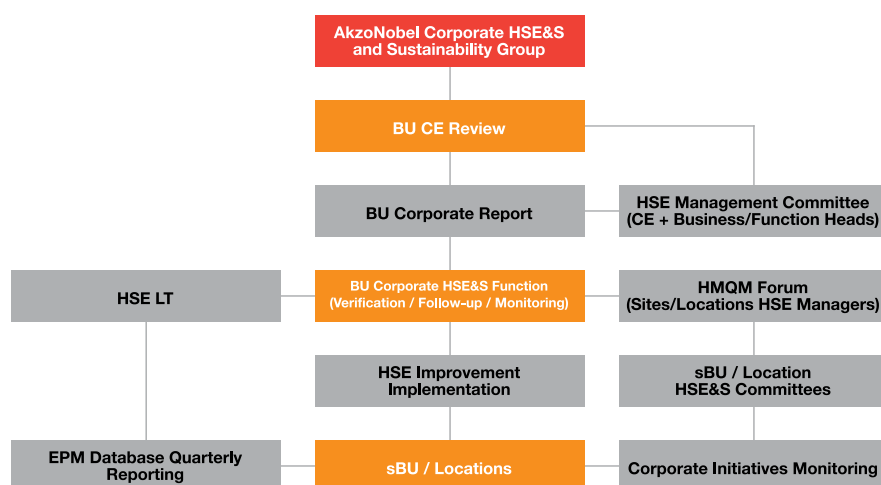 AkzoNobel Corporate HSE&S
and Sustainability Group
BU CE Review
BU Corporate Report
HSE Management Committee
(CE + Business/Function Heads)
HSE LT
BU Corporate HSE&S Function
(Verification / Follow-up / Monitoring)
HMQM Forum
(Sites/Locations HSE Managers)
HSE Improvement
Implementation
sBU / Location
HSE&S Committees
EPM Database Quarterly
Reporting
sBU / Locations
Corporate Initiatives Monitoring